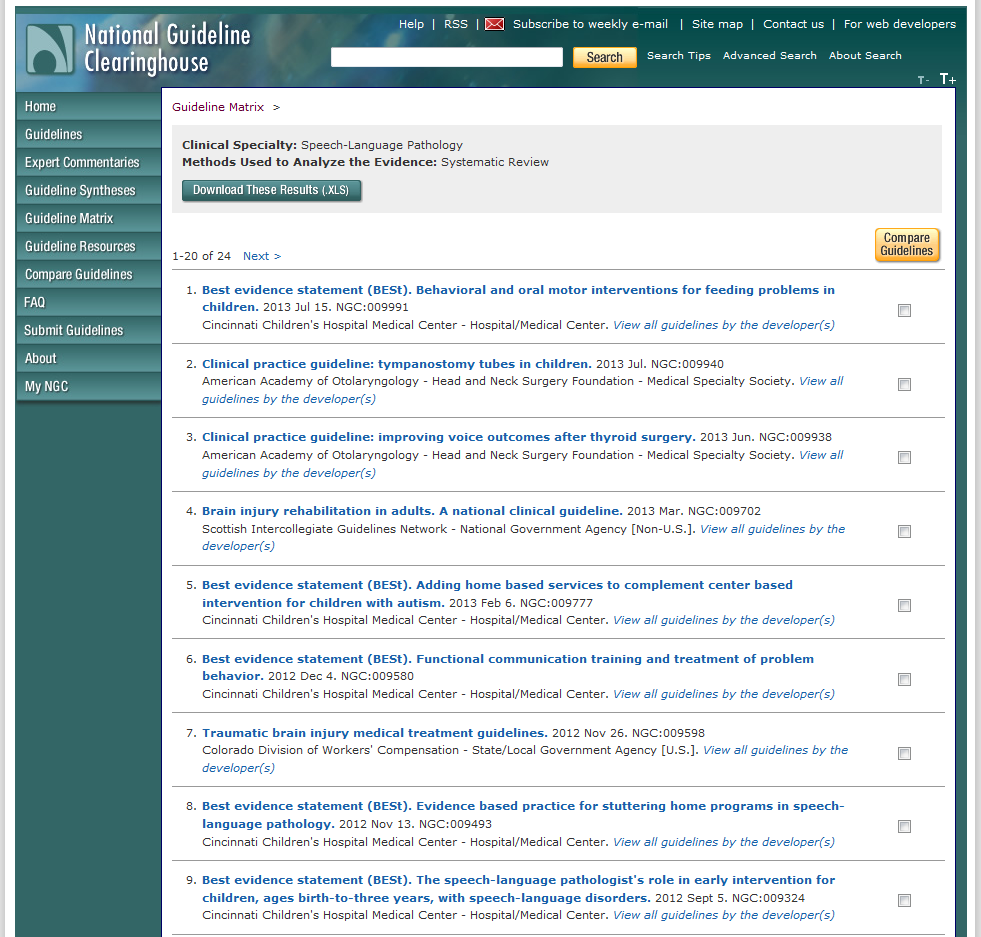 Help | RSS | Subscribe to weekly e-mail | Site map | Contact us | For web developers
National Guideline
Clearinghouse
Search Search Tips Advanced Search About Search
T- T+
Home
Guidelines
Expert Commentaries
Guideline Syntheses
Guideline Matrix
Guideline Resources
Compare Guidelines
FAQ
Submit Guidelines
About
My NGC
Guideline Matrix >
Clinical Specialty: Speech-Language Pathology
Methods Used to Analyze the Evidence: Systematic Review
Download These Results (.XLS)
Compare
Guidelines
1-20 of 24 Next >
1. Best evidence statement (BESt). Behavioral and oral motor interventions for feeding problems in
children. 2013 Jul 15. NGC:009991
Cincinnati Children's Hospital Medical Center - Hospital/Medical Center. View all guidelines by the developer(s)
2. Clinical practice guideline: tympanostomy tubes in children. 2013 Jul. NGC:009940
American Academy of Otolaryngology - Head and Neck Surgery Foundation - Medical Specialty Society. View all
guidelines by the developer(s)
3. Clinical practice guideline: improving voice outcomes after thyroid surgery. 2013 Jun. NGC:009938
American Academy of Otolaryngology - Head and Neck Surgery Foundation - Medical Specialty Society. View all
guidelines by the developer(s)
4. Brain injury rehabilitation in adults. A national clinical guideline. 2013 Mar. NGC:009702
Scottish Intercollegiate Guidelines Network - National Government Agency [Non-U.S.]. View all guidelines by the
developer(s)
5. Best evidence statement (BESt). Adding home based services to complement center based
intervention for children with autism. 2013 Feb 6. NGC:009777
Cincinnati Children's Hospital Medical Center - Hospital/Medical Center. View all guidelines by the developer(s)
6. Best evidence statement (BESt). Functional communication training and treatment of problem
behavior. 2012 Dec 4. NGC:009580
Cincinnati Children's Hospital Medical Center - Hospital/Medical Center. View all guidelines by the developer(s)
7. Traumatic brain injury medical treatment guidelines. 2012 Nov 26. NGC:009598
Colorado Division of Workers' Compensation - State/Local Government Agency [U.S.]. View all guidelines by the
developer(s)
8. Best evidence statement (BESt). Evidence based practice for stuttering home programs in speech-
language pathology. 2012 Nov 13. NGC:009493
Cincinnati Children's Hospital Medical Center - Hospital/Medical Center. View all guidelines by the developer(s)
9. Best evidence statement (BESt). The speech-language pathologist's role in early intervention for
children, ages birth-to-three years, with speech-language disorders. 2012 Sept 5. NGC:009324
Cincinnati Children's Hospital Medical Center - Hospital/Medical Center. View all guidelines by the developer(s)